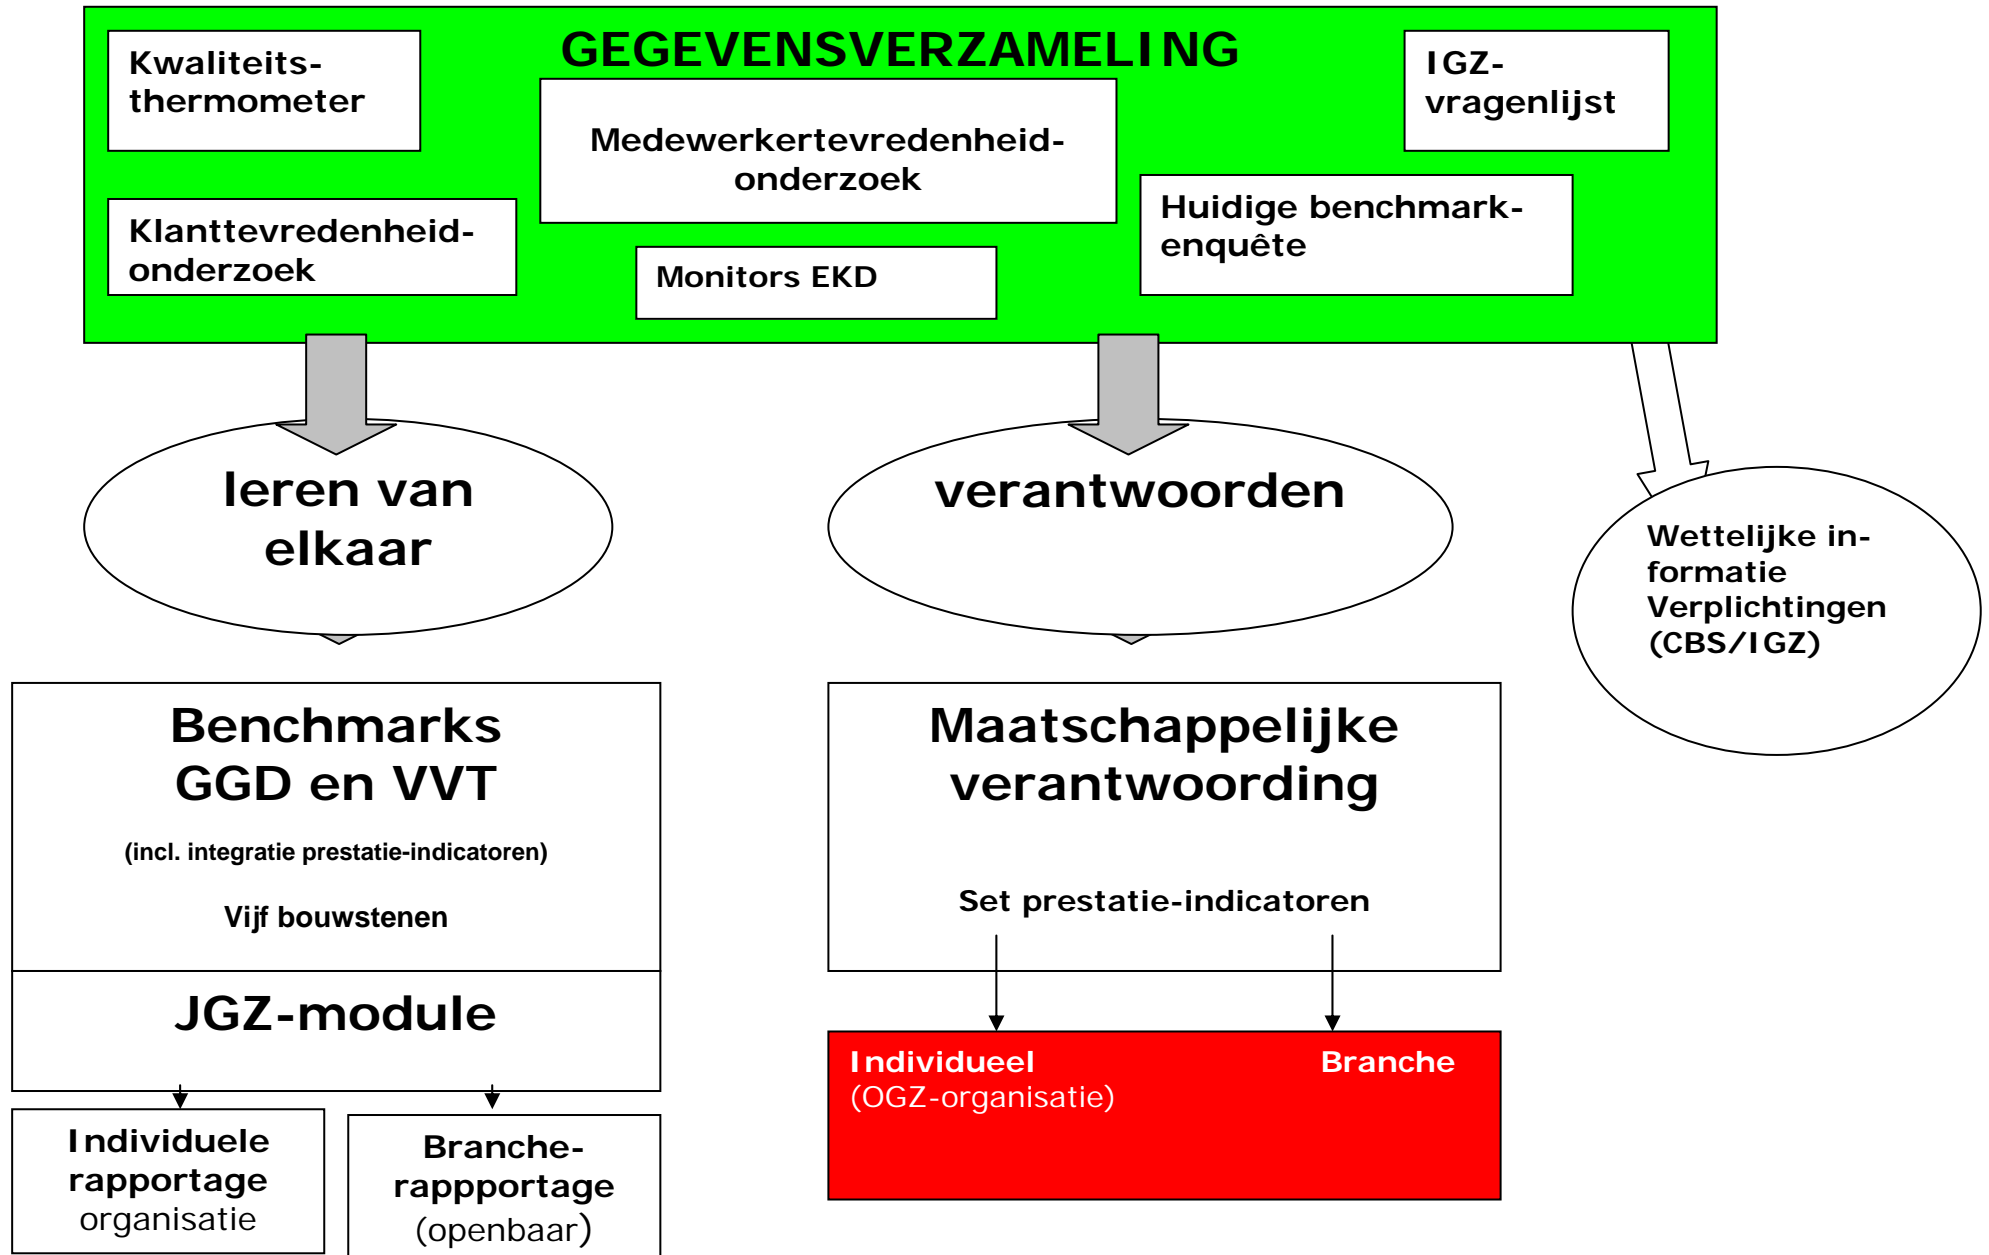 GEGEVENSVERZAMELING
Kwaliteits-
thermometer
Medewerkertevredenheid-
onderzoek
IGZ-
vragenlijst
Klanttevredenheid-
onderzoek
Monitors EKD
Huidige benchmark-
enquête
leren van
elkaar
verantwoorden
Wettelijke in-
formatie
Verplichtingen
(CBS/IGZ)
Benchmarks
GGD en VVT
(incl. integratie prestatie-indicatoren)
Vijf bouwstenen
JGZ-module
Individuele
rapportage
organisatie
Branche-
rappportage
(openbaar)
Maatschappelijke
verantwoording
Set prestatie-indicatoren
Individueel Branche
(OGZ-organisatie)